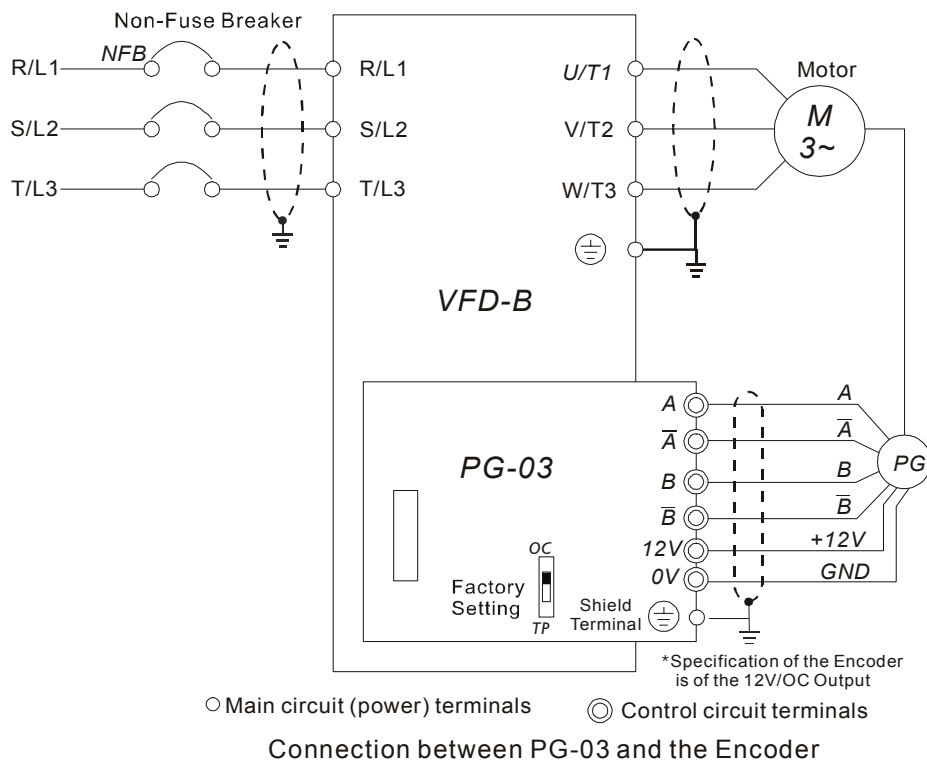 Non-Fuse Breaker
NFB
R/L1
R/L1
U/T1
Motor
S/L2
S/L2
V/T2
M
3~
T/L3
T/L3
W/T3
VFD-B
PG-03
A
A
A̅
A̅
B
B
B̅
B̅
PG
12V
+12V
0V
GND
OC
Factory
Setting
TP
Shield
Terminal
*Specification of the Encoder
is of the 12V/OC Output
Main circuit (power) terminals
Control circuit terminals
Connection between PG-03 and the Encoder